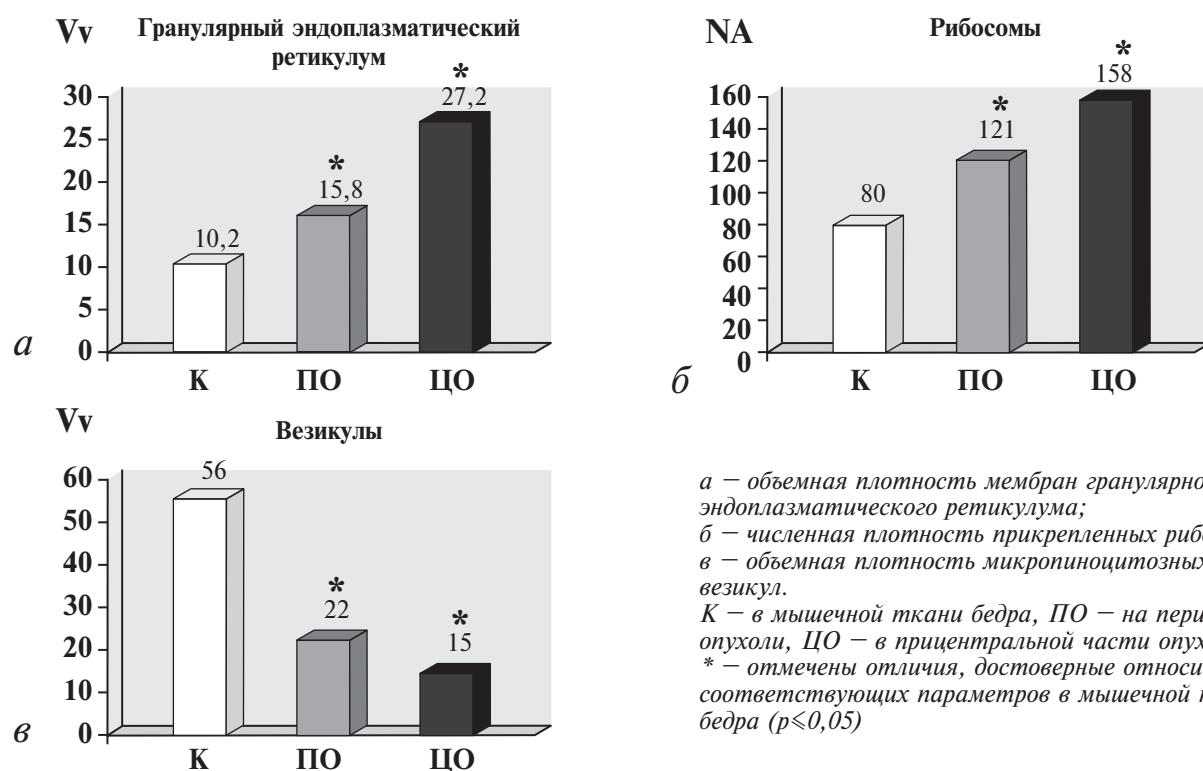 Vv
Гранулярный эндоплазматический
ретикулум
30
25
20
15
10
5
0
10,2
*
15,8
*
27,2
К ПО ЦО
а
NA
Рибосомы
160
140
120
100
80
60
40
20
0
80
*
121
*
158
К ПО ЦО
б
Vv
Везикулы
60
50
40
30
20
10
0
56
*
22
*
15
К ПО ЦО
в
а – объемная плотность мембран гранулярно
эндоплазматического ретикулума;
б – численная плотность прикрепленных риб
в – объемная плотность микропиноцитозных
везикул.
К – в мышечной ткани бедра, ПО – на пери
опухоли, ЦО – в прицентральной части опух
* – отмечены отличия, достоверные относи
соответствующих параметров в мышечной
бедра (p⩽0,05)